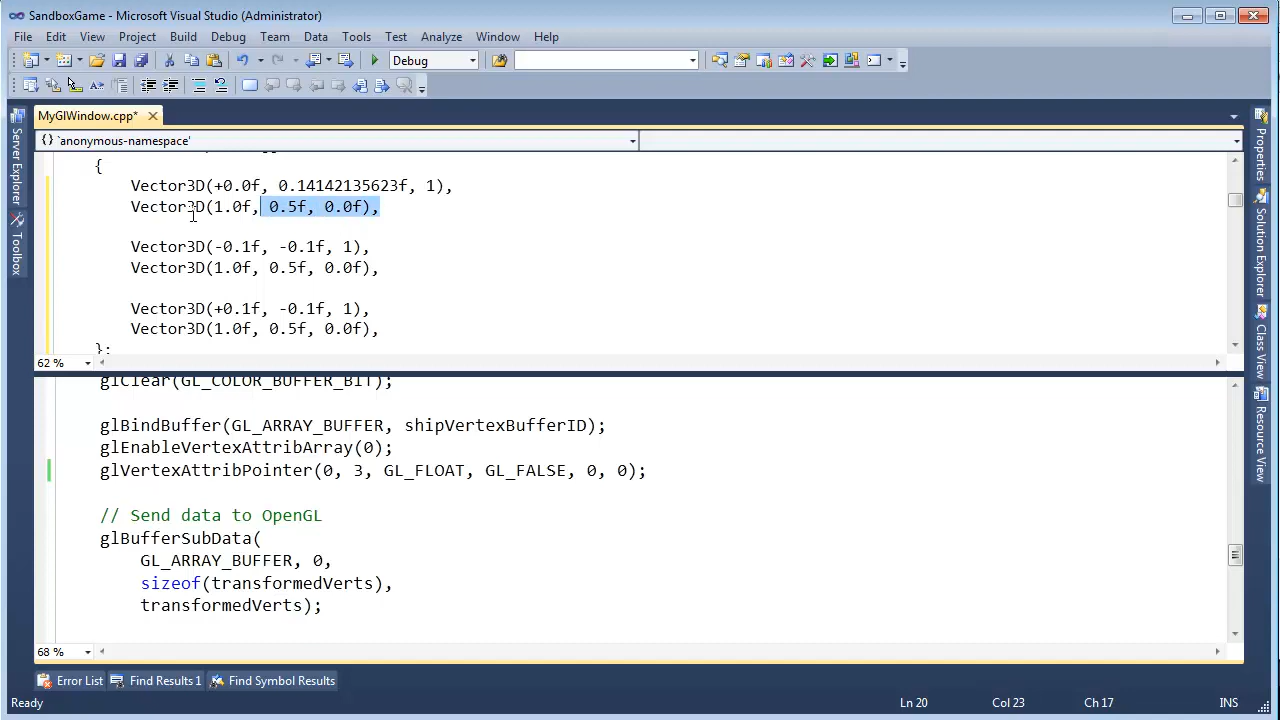 SandboxGame - Microsoft Visual Studio (Administrator)
File Edit View Project Build Debug Team Data Tools Test Analyze Window Help
Debug
MyGlWindow.cpp*
{} `anonymous-namespace'
{
Vector3D(+0.0f, 0.14142135623f, 1),
Vector3D(1.0f, 0.5f, 0.0f),
Vector3D(-0.1f, -0.1f, 1),
Vector3D(1.0f, 0.5f, 0.0f),
Vector3D(+0.1f, -0.1f, 1),
Vector3D(1.0f, 0.5f, 0.0f),
};
62 %
glClear(GL_COLOR_BUFFER_BIT);
glBindBuffer(GL_ARRAY_BUFFER, shipVertexBufferID);
glEnableVertexAttribArray(0);
glVertexAttribPointer(0, 3, GL_FLOAT, GL_FALSE, 0, 0);
// Send data to OpenGL
glBufferSubData(
GL_ARRAY_BUFFER, 0,
sizeof(transformedVerts),
transformedVerts);
68 %
Server Explorer
Toolbox
Properties
Solution Explorer
Class View
Resource View
Error List Find Results 1 Find Symbol Results
Ready Ln 20 Col 23 Ch 17 INS